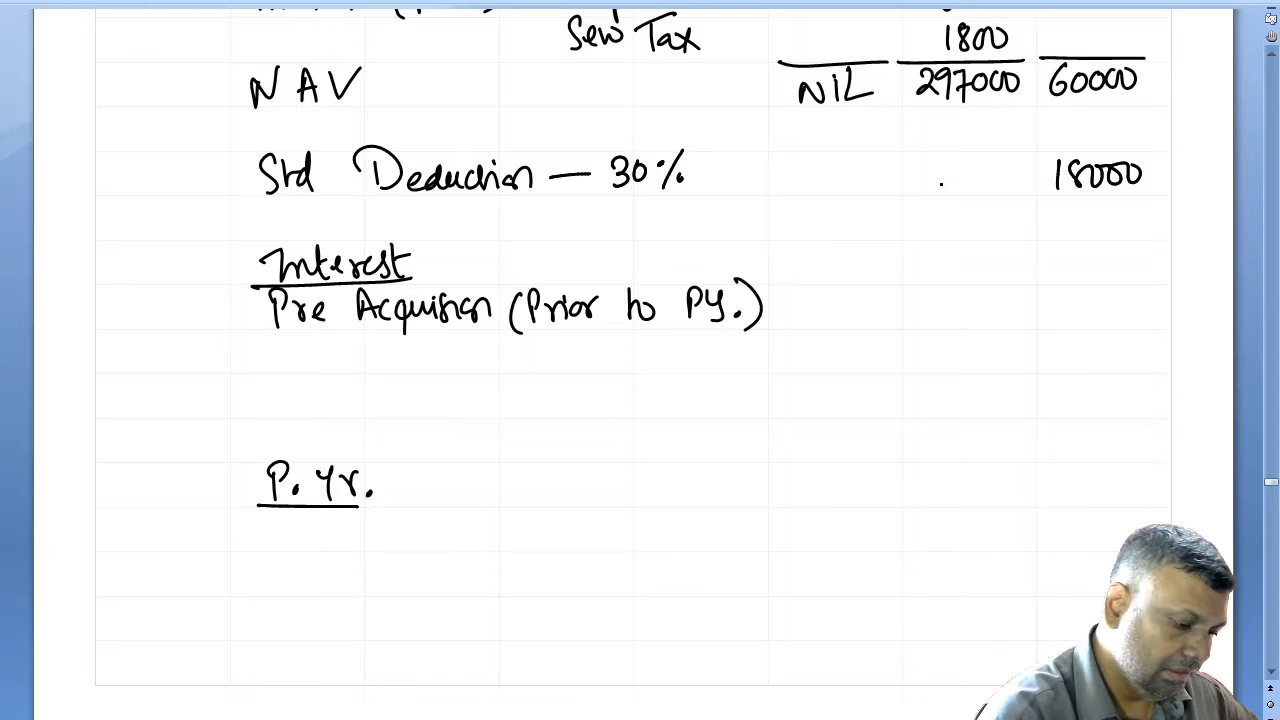 Sew Tax 1800
NAV NIL 297000 60000
Std Deduction — 30% 18000
Interest
Pre Acquisition (Prior to PY.)
P. Yr.